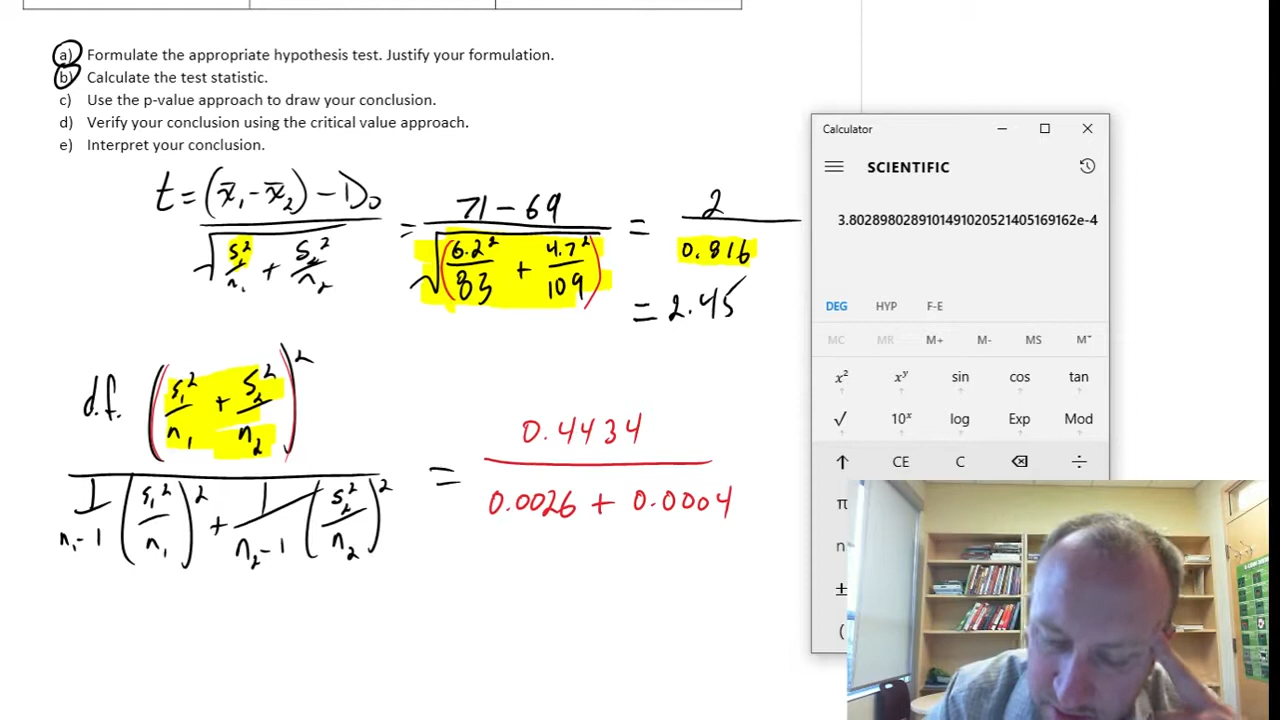 a) Formulate the appropriate hypothesis test. Justify your formulation.
b) Calculate the test statistic.
c) Use the p-value approach to draw your conclusion.
d) Verify your conclusion using the critical value approach.
e) Interpret your conclusion.
t = (x̄₁ - x̄₂) - D₀ / √(s₁²/n₁ + s₂²/n₂) = 71 - 69 / √(6.2²/83 + 4.7²/109) = 2 / 0.816
= 2.45
d.f. (s₁²/n₁ + s₂²/n₂)² / 1/n₁-1 (s₁²/n₁)² + 1/n₂-1 (s₂²/n₂)² = 0.4434 / 0.0026 + 0.0004
Calculator
SCIENTIFIC
3.8028980289101491020521405169162e-4
DEG HYP F-E
MC MR M+ M- MS M˅
x² xʸ sin cos tan
√ 10ˣ log Exp Mod
↑ CE C ⌫ ÷
π
n
±
(